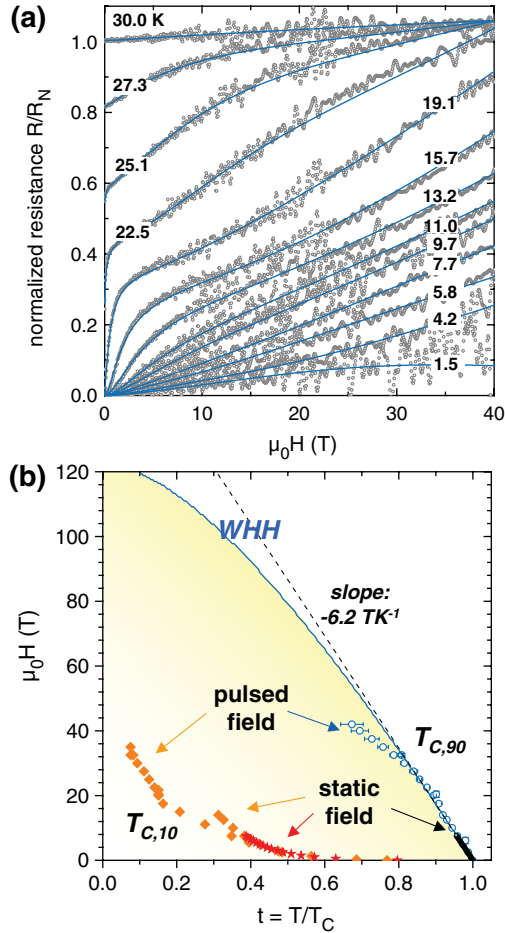 (a)
30.0 K
27.3
25.1
22.5
19.1
15.7
13.2
11.0
9.7
7.7
5.8
4.2
1.5
normalized resistance R/R_N
1.0
0.8
0.6
0.4
0.2
0.0
0 10 20 30 40
μ₀H (T)
(b)
120
100
80
60
40
20
0
μ₀H (T)
WHH
slope:
-6.2 TK⁻¹
pulsed
field
T_C,90
static
field
T_C,10
0.0 0.2 0.4 0.6 0.8 1.0
t = T/T_C